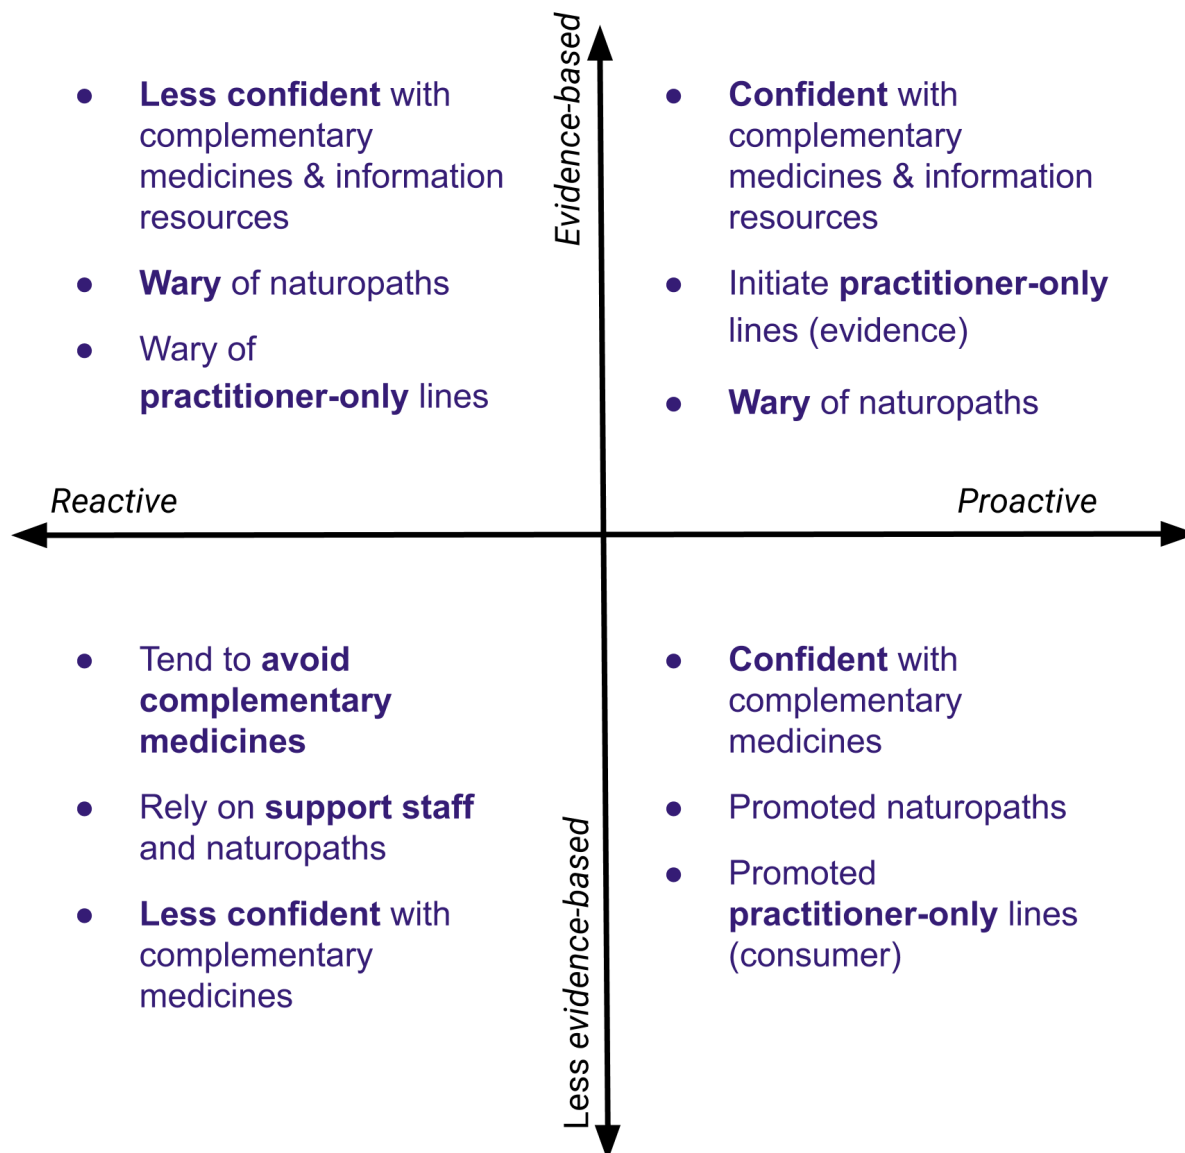 Evidence-based
Less confident with
complementary
medicines & information
resources
Wary of naturopaths
Wary of
practitioner-only lines
Confident with
complementary
medicines & information
resources
Initiate practitioner-only
lines (evidence)
Wary of naturopaths
Reactive
Proactive
Tend to avoid
complementary
medicines
Rely on support staff
and naturopaths
Less confident with
complementary
medicines
Confident with
complementary
medicines
Promoted naturopaths
Promoted
practitioner-only lines
(consumer)
Less evidence-based